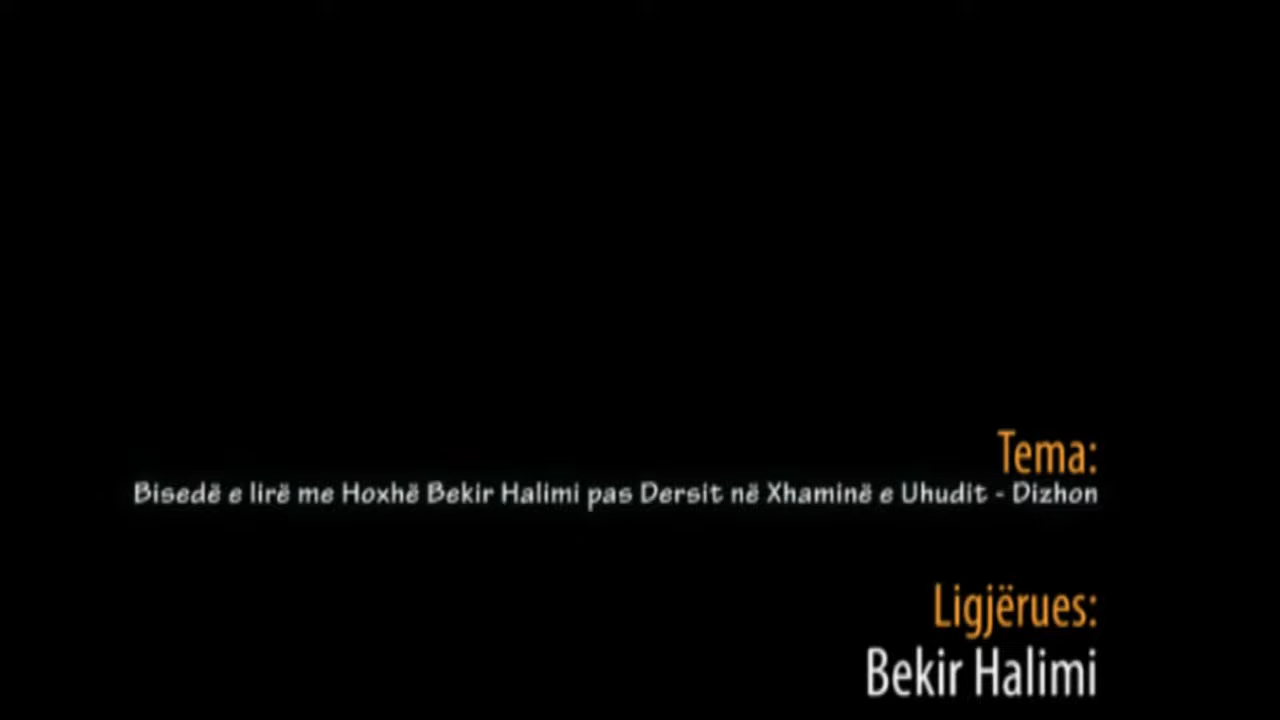 Tema:
Bisedë e lirë me Hoxhë Bekir Halimi pas Dersit në Xhaminë e Uhudit - Dizhon
Ligjërues:
Bekir Halimi